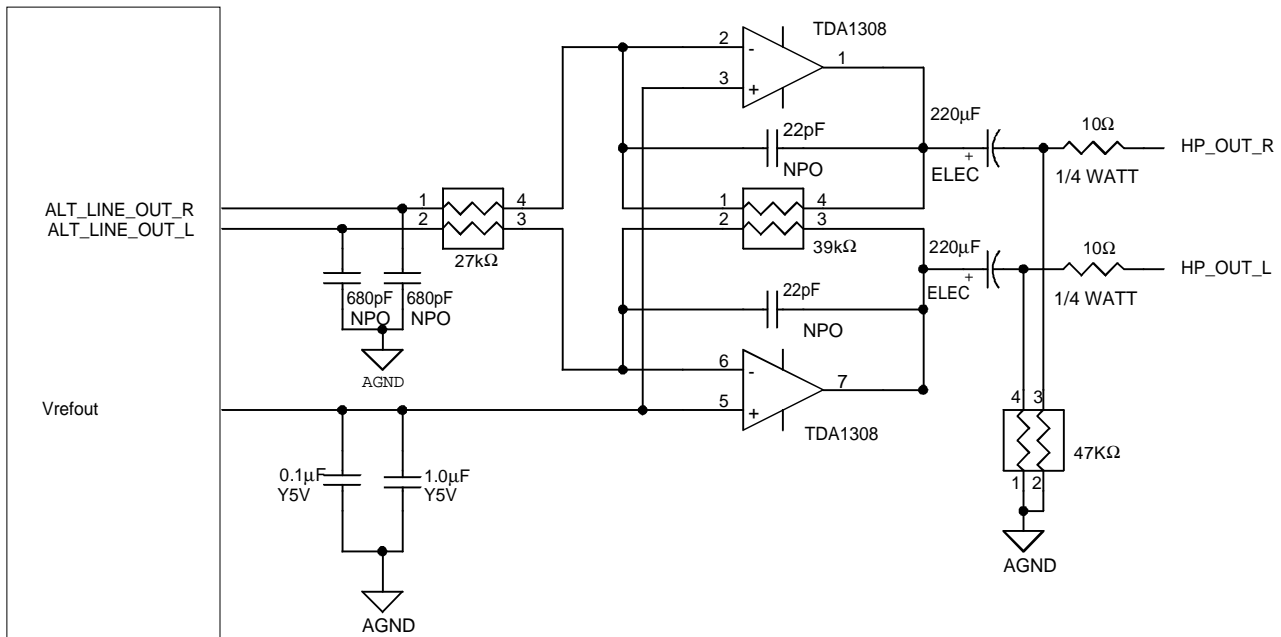 TDA1308
2
-
1
3
+
220µF
10Ω
22pF
HP_OUT_R
NPO
+
ELEC
1/4 WATT
1
4
1
4
ALT_LINE_OUT_R
2
3
2
3
ALT_LINE_OUT_L
27kΩ
39kΩ
220µF
10Ω
HP_OUT_L
+
ELEC
1/4 WATT
680pF
680pF
22pF
NPO
NPO
NPO
AGND
6
-
7
Vrefout
5
+
4
3
TDA1308
47KΩ
0.1µF
1.0µF
Y5V
Y5V
1
2
AGND
AGND